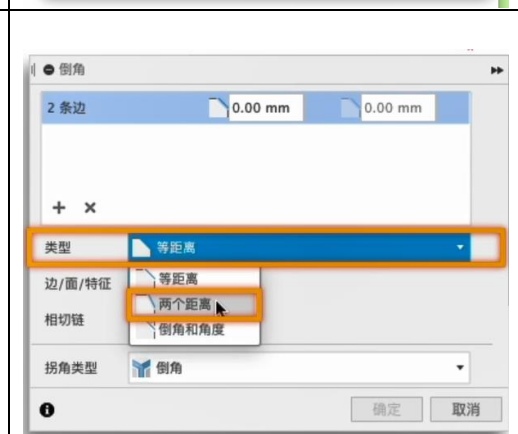 倒角
2 条边 0.00 mm 0.00 mm
类型 等距离
边/面/特征 等距离
两个距离
相切链 倒角和角度
拐角类型 倒角
确定 取消